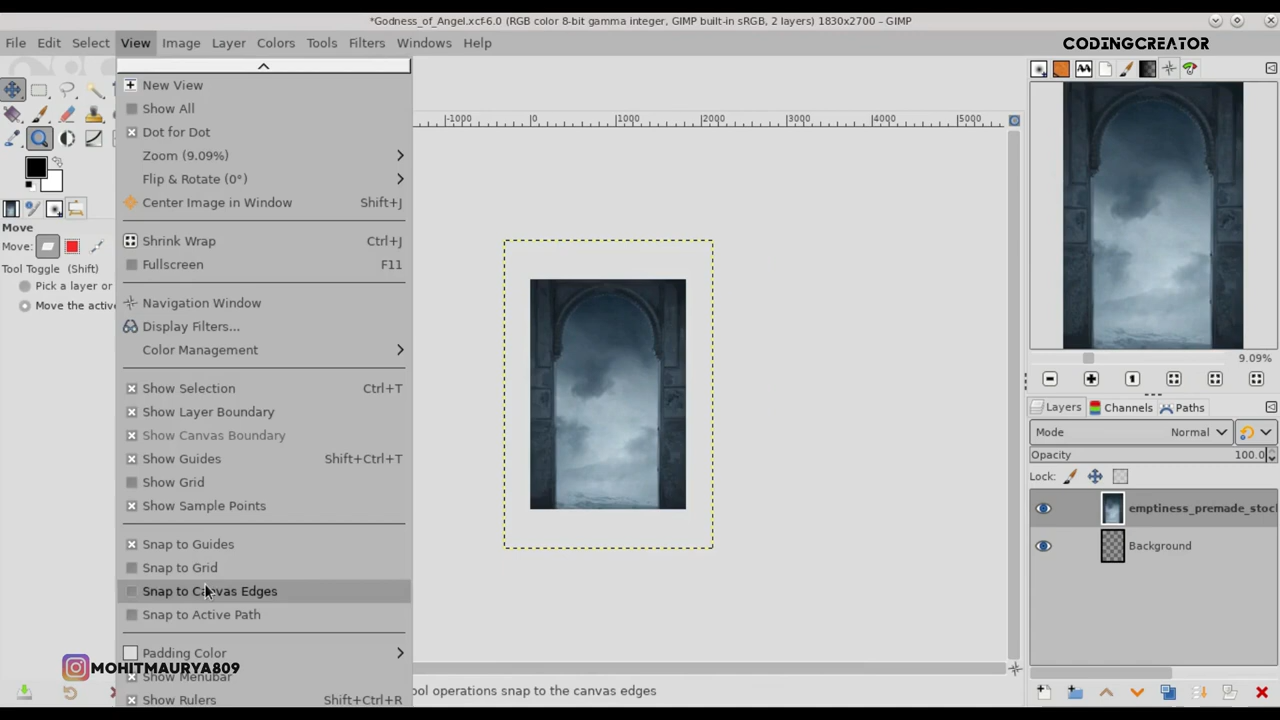 *Godness_of_Angel.xcf-6.0 (RGB color 8-bit gamma integer, GIMP built-in sRGB, 2 layers) 1830x2700 – GIMP
File Edit Select View Image Layer Colors Tools Filters Windows Help
CODINGCREATOR
New View
Show All
Dot for Dot
Zoom (9.09%)
Flip & Rotate (0°)
Center Image in Window Shift+J
Shrink Wrap Ctrl+J
Fullscreen F11
Navigation Window
Display Filters...
Color Management
Show Selection Ctrl+T
Show Layer Boundary
Show Canvas Boundary
Show Guides Shift+Ctrl+T
Show Grid
Show Sample Points
Snap to Guides
Snap to Grid
Snap to Canvas Edges
Snap to Active Path
Padding Color
Show Menubar
Show Rulers Shift+Ctrl+R
Move
Move:
Tool Toggle (Shift)
Pick a layer or
Move the active
MOHITMAURYA809
-1000 0 1000 2000 3000 4000 5000
ool operations snap to the canvas edges
9.09%
Layers Channels Paths
Mode Normal
Opacity 100.0
Lock:
emptiness_premade_stocl
Background